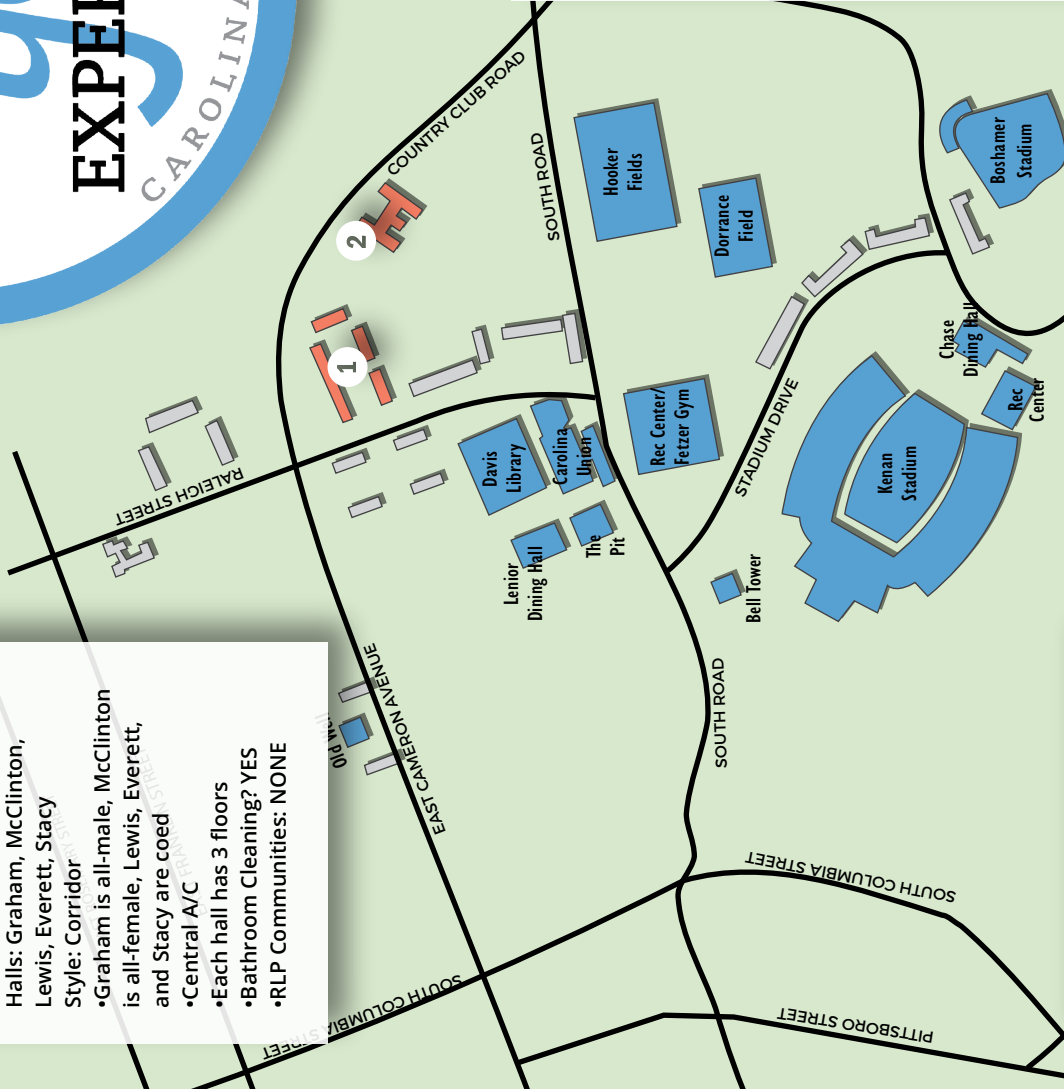 EXPER
CAROLINA
Halls: Graham, McClinton,
Lewis, Everett, Stacy
Style: Corridor
•Graham is all-male, McClinton
is all-female, Lewis, Everett,
and Stacy are coed
•Central A/C
•Each hall has 3 floors
•Bathroom Cleaning? YES
•RLP Communities: NONE
FRANKLIN STREET
RALEIGH STREET
COUNTRY CLUB ROAD
2
1
SOUTH ROAD
Hooker
Fields
Dorrance
Field
Boshamer
Stadium
Chase
Dining Hall
Rec
Center
STADIUM DRIVE
Rec Center/
Fetzer Gym
Davis
Library
Carolina
Union
Lenior
Dining Hall
The
Pit
Kenan
Stadium
Bell Tower
Old Well
EAST CAMERON AVENUE
SOUTH ROAD
SOUTH COLUMBIA STREET
SOUTH COLUMBIA STREET
PITTSBORO STREET